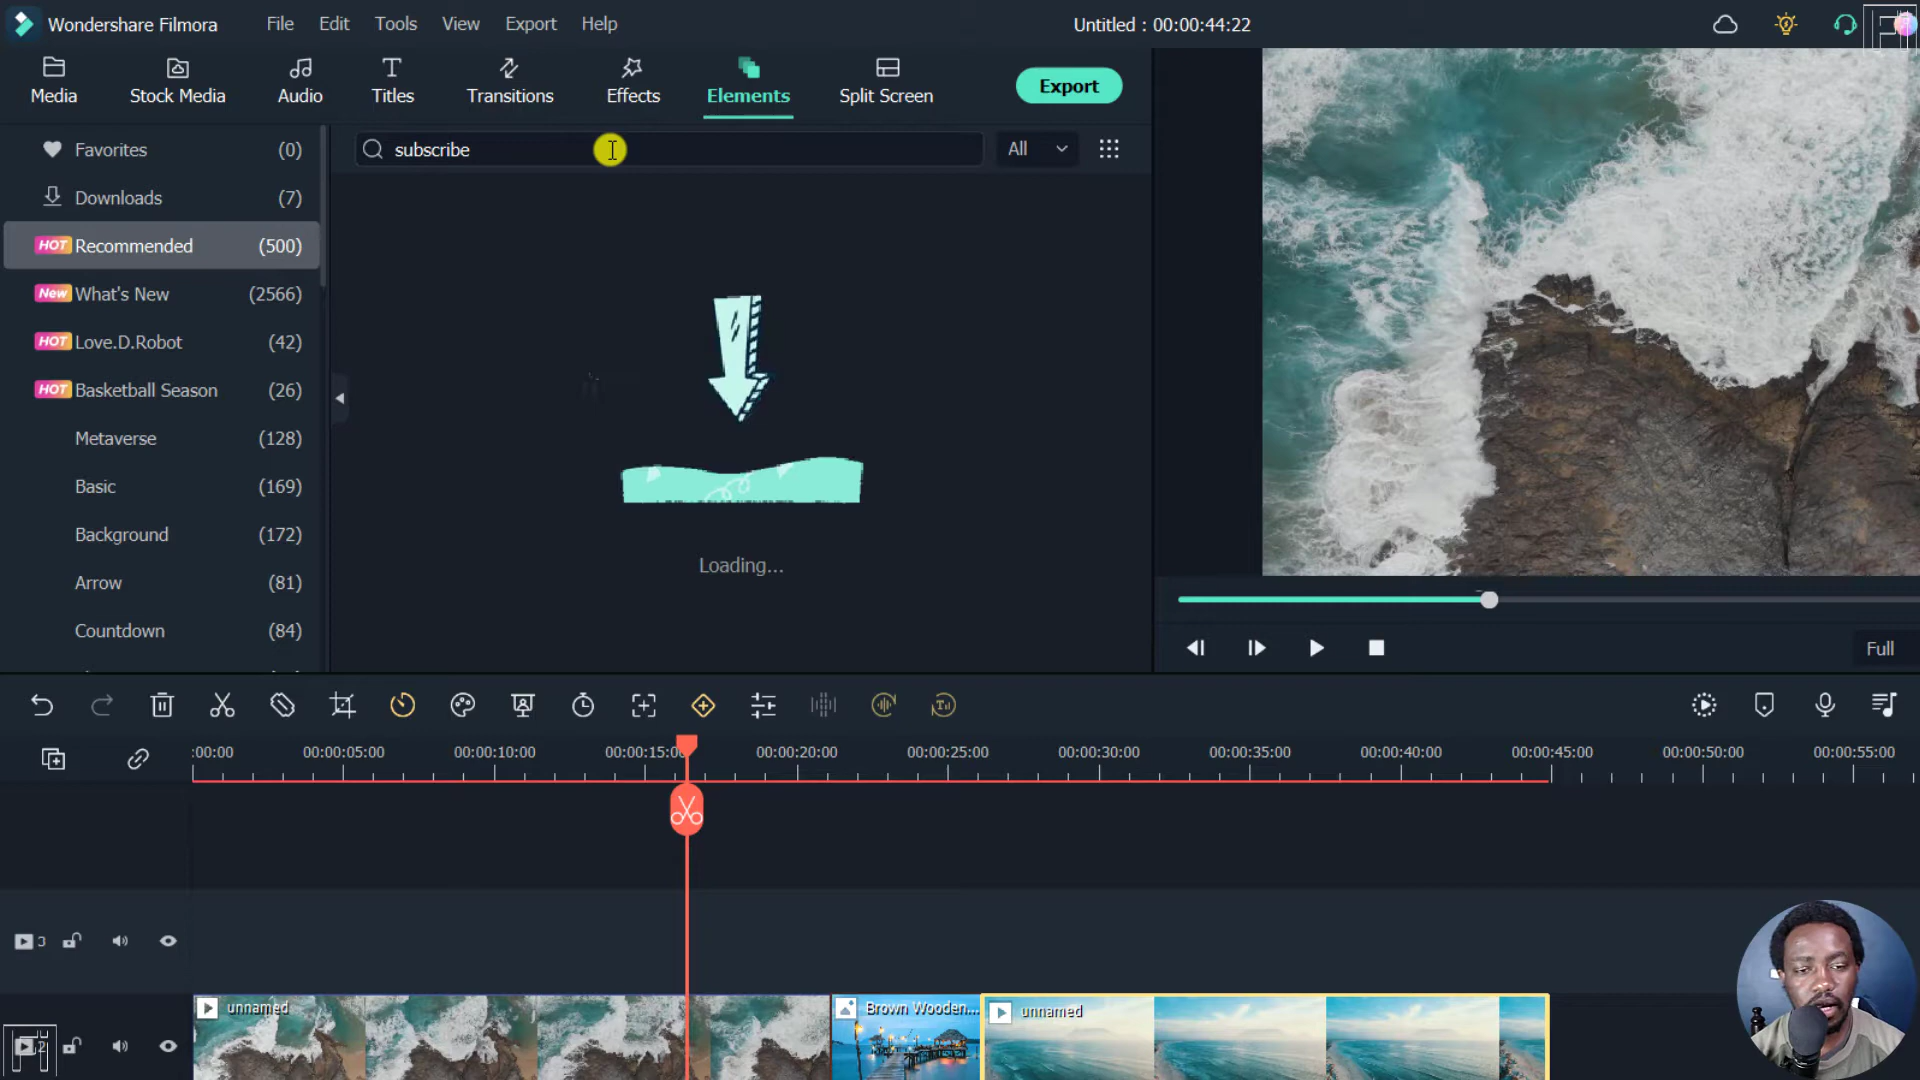 Wondershare Filmora File Edit Tools View Export Help Untitled : 00:00:44:22
Media Stock Media Audio Titles Transitions Effects Elements Split Screen Export
Favorites (0)
subscribe All
Downloads (7)
HOT Recommended (500)
New What's New (2566)
HOT Love.D.Robot (42)
HOT Basketball Season (26)
Metaverse (128)
Basic (169)
Background (172)
Arrow (81)
Countdown (84)
Loading...
Full
:00:00 00:00:05:00 00:00:10:00 00:00:15:00 00:00:20:00 00:00:25:00 00:00:30:00 00:00:35:00 00:00:40:00 00:00:45:00 00:00:50:00 00:00:55:00
3
unnamed Brown Wooden... unnamed
2